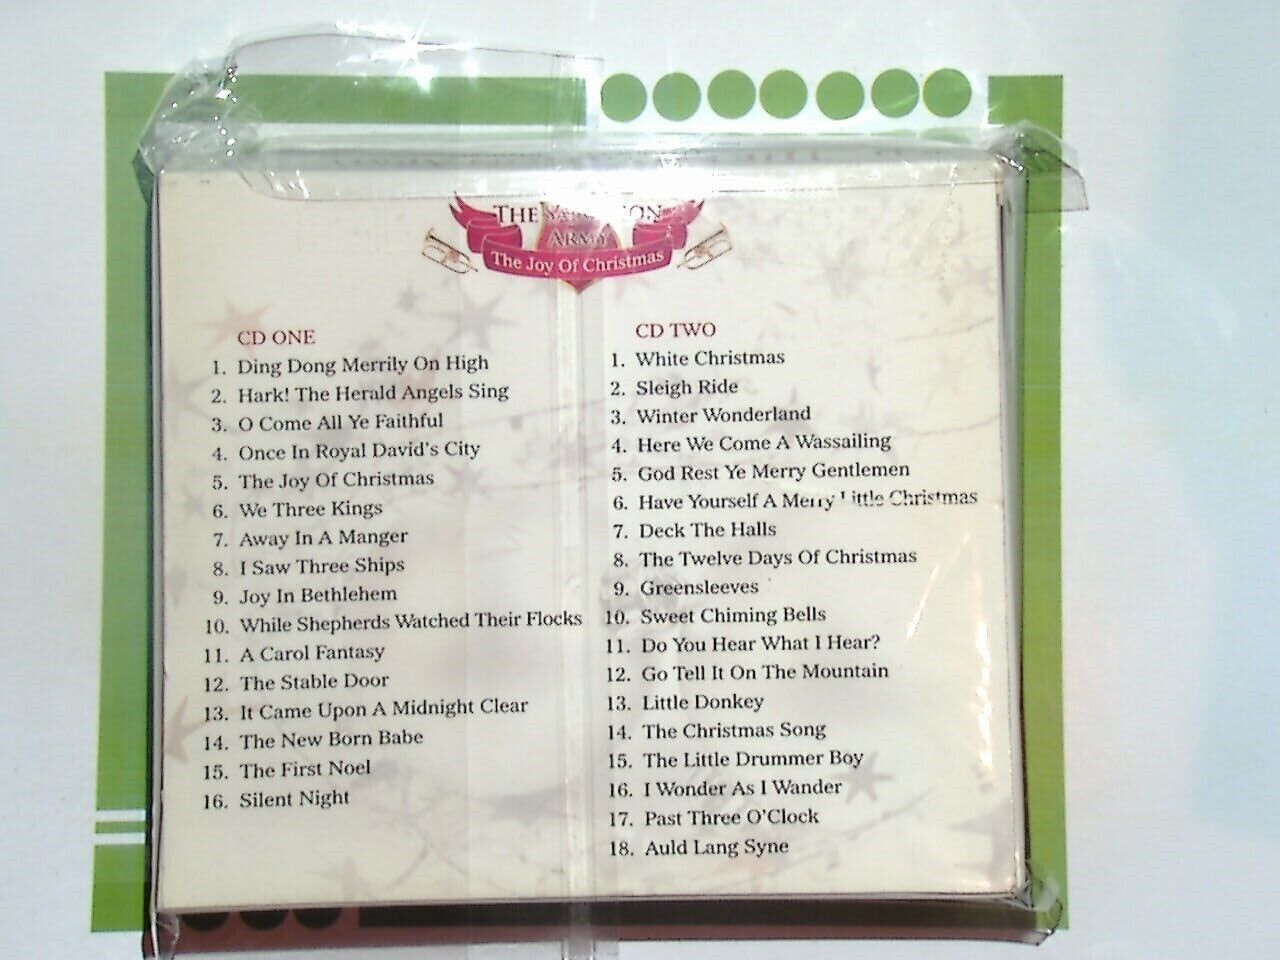 THE SALVATION
ARMY
The Joy Of Christmas
CD ONE
1. Ding Dong Merrily On High
2. Hark! The Herald Angels Sing
3. O Come All Ye Faithful
4. Once In Royal David's City
5. The Joy Of Christmas
6. We Three Kings
7. Away In A Manger
8. I Saw Three Ships
9. Joy In Bethlehem
10. While Shepherds Watched Their Flocks
11. A Carol Fantasy
12. The Stable Door
13. It Came Upon A Midnight Clear
14. The New Born Babe
15. The First Noel
16. Silent Night
CD TWO
1. White Christmas
2. Sleigh Ride
3. Winter Wonderland
4. Here We Come A Wassailing
5. God Rest Ye Merry Gentlemen
6. Have Yourself A Merry Little Christmas
7. Deck The Halls
8. The Twelve Days Of Christmas
9. Greensleeves
10. Sweet Chiming Bells
11. Do You Hear What I Hear?
12. Go Tell It On The Mountain
13. Little Donkey
14. The Christmas Song
15. The Little Drummer Boy
16. I Wonder As I Wander
17. Past Three O'Clock
18. Auld Lang Syne